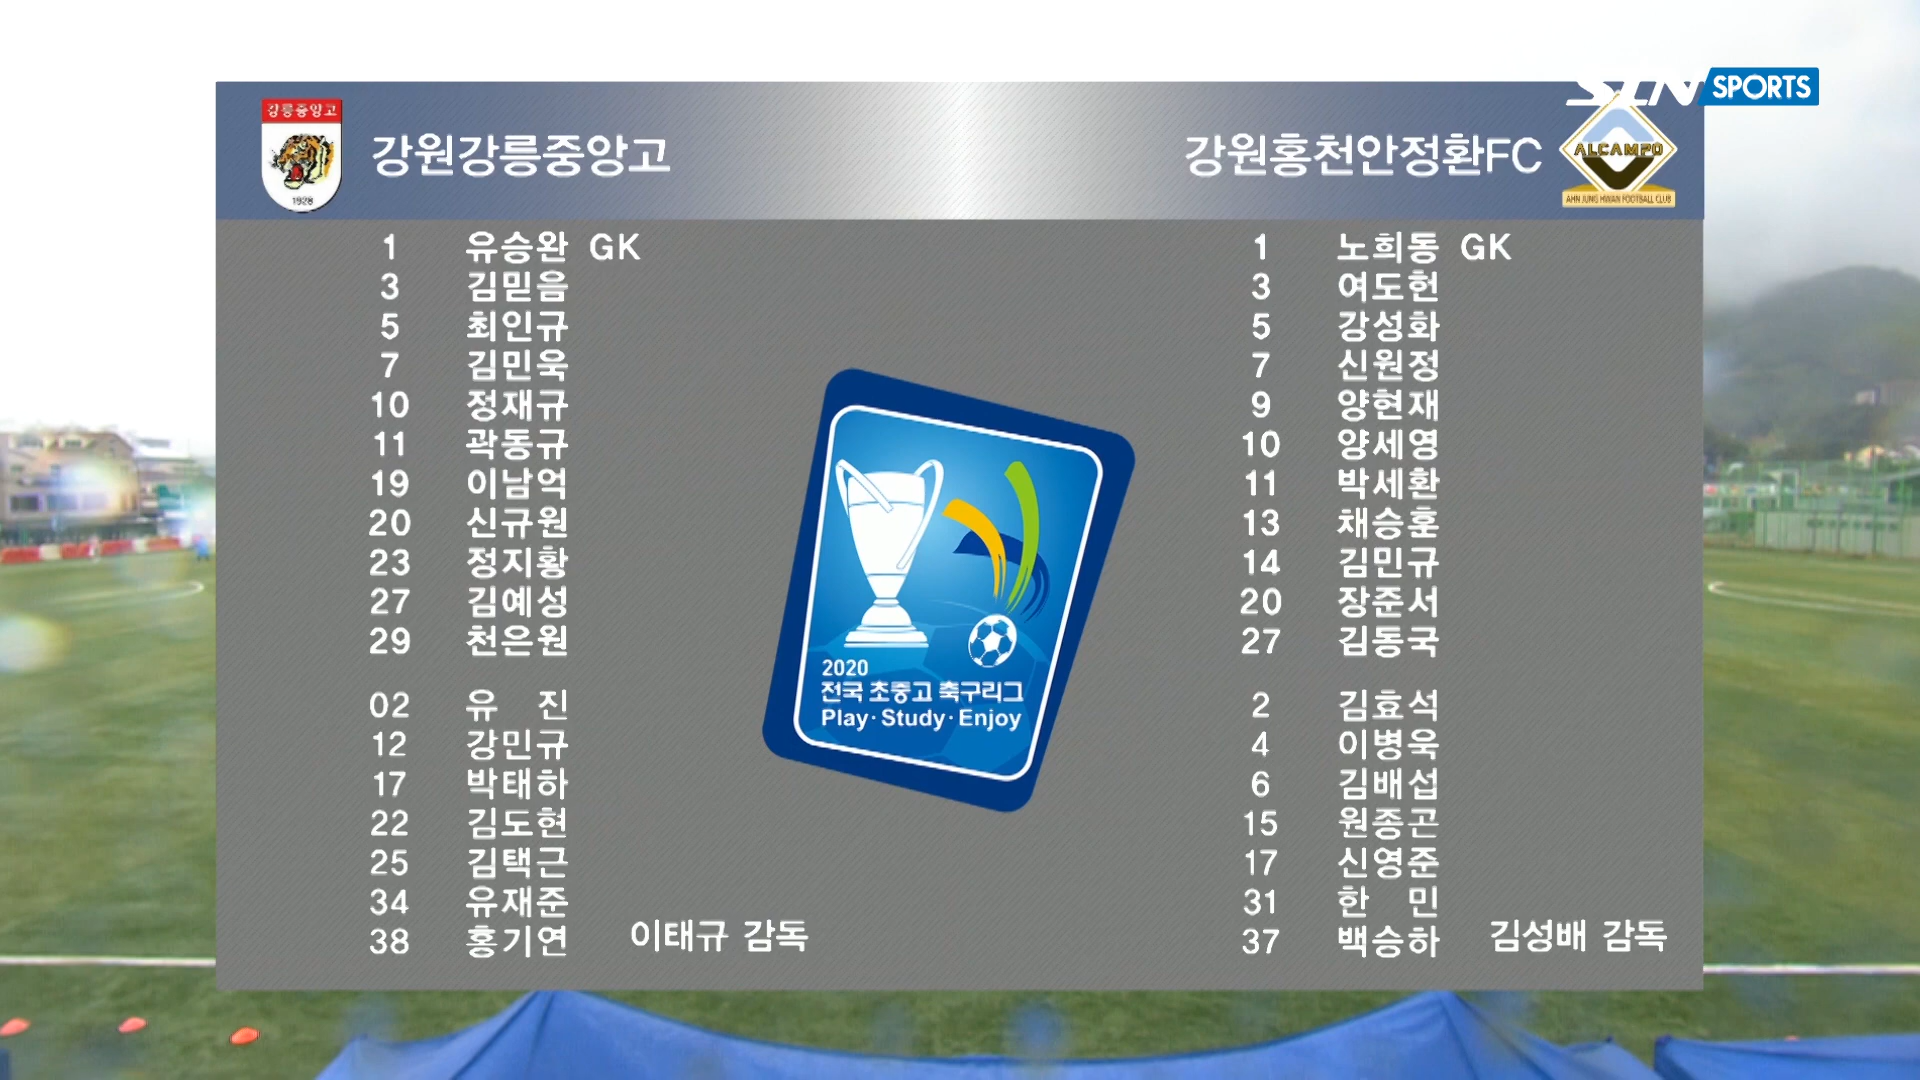 STN SPORTS
강릉중앙고
1928
강원강릉중앙고
강원홍천안정환FC
ALCAMPO
AHN JUNG HWAN FOOTBALL CLUB
1 유승완 GK
3 김믿음
5 최인규
7 김민욱
10 정재규
11 곽동규
19 이남억
20 신규원
23 정지황
27 김예성
29 천은원
02 유 진
12 강민규
17 박태하
22 김도현
25 김택근
34 유재준
38 홍기연
이태규 감독
2020
전국 초중고 축구리그
Play · Study · Enjoy
1 노희동 GK
3 여도헌
5 강성화
7 신원정
9 양현재
10 양세영
11 박세환
13 채승훈
14 김민규
20 장준서
27 김동국
2 김효석
4 이병욱
6 김배섭
15 원종곤
17 신영준
31 한 민
37 백승하
김성배 감독